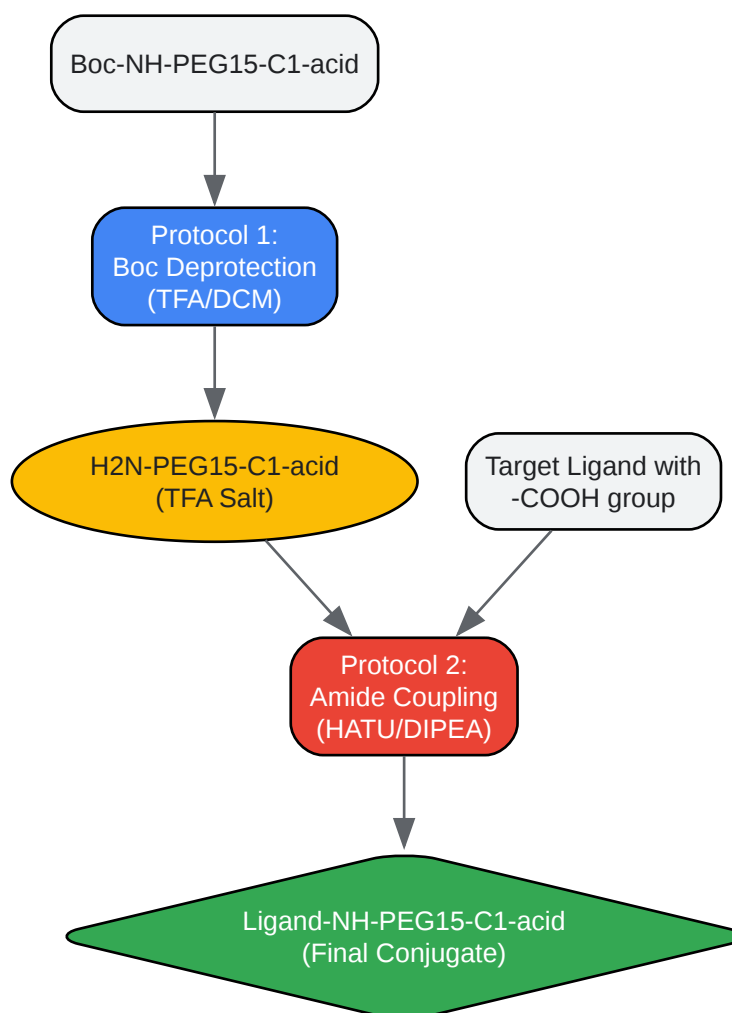 Boc-NH-PEG15-C1-acid
Protocol 1:
Boc Deprotection
(TFA/DCM)
H2N-PEG15-C1-acid
(TFA Salt)
Target Ligand with
-COOH group
Protocol 2:
Amide Coupling
(HATU/DIPEA)
Ligand-NH-PEG15-C1-acid
(Final Conjugate)